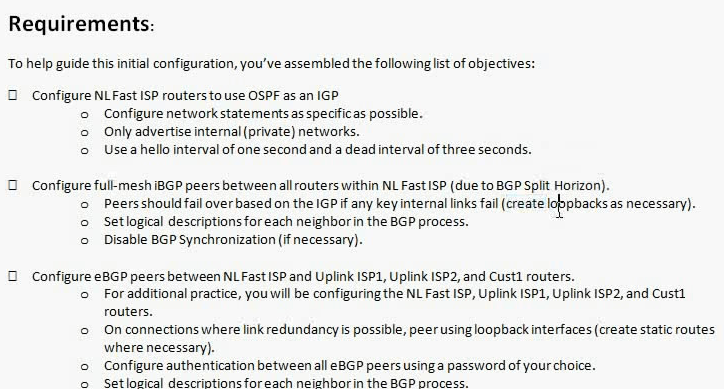 Requirements:
To help guide this initial configuration, you've assembled the following list of objectives:
☐ Configure NL Fast ISP routers to use OSPF as an IGP
o Configure network statements as specific as possible.
o Only advertise internal (private) networks.
o Use a hello interval of one second and a dead interval of three seconds.
☐ Configure full-mesh iBGP peers between all routers within NL Fast ISP (due to BGP Split Horizon).
o Peers should fail over based on the IGP if any key internal links fail (create loopbacks as necessary).
o Set logical descriptions for each neighbor in the BGP process.
o Disable BGP Synchronization (if necessary).
☐ Configure eBGP peers between NL Fast ISP and Uplink ISP1, Uplink ISP2, and Cust1 routers.
o For additional practice, you will be configuring the NL Fast ISP, Uplink ISP1, Uplink ISP2, and Cust1
routers.
o On connections where link redundancy is possible, peer using loopback interfaces (create static routes
where necessary).
o Configure authentication between all eBGP peers using a password of your choice.
o Set logical descriptions for each neighbor in the BGP process.